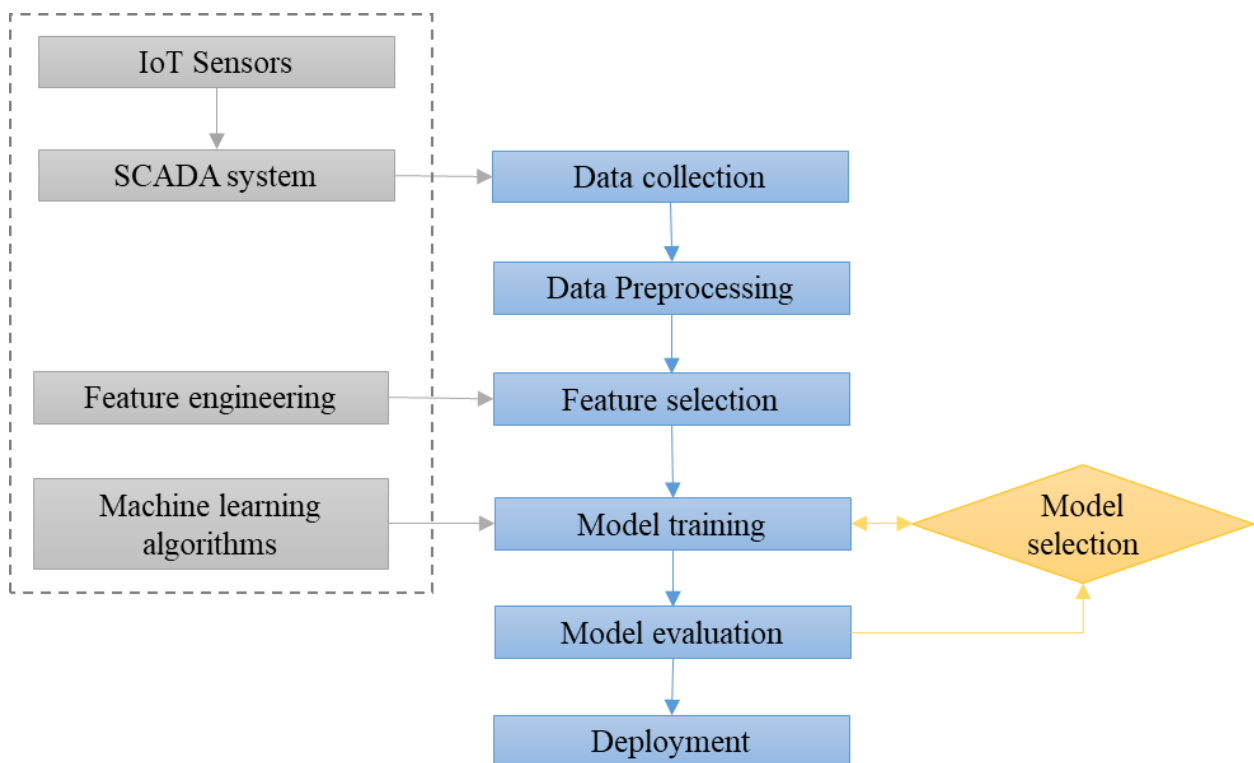 IoT Sensors
SCADA system
Data collection
Data Preprocessing
Feature engineering
Feature selection
Machine learning
algorithms
Model training
Model
selection
Model evaluation
Deployment